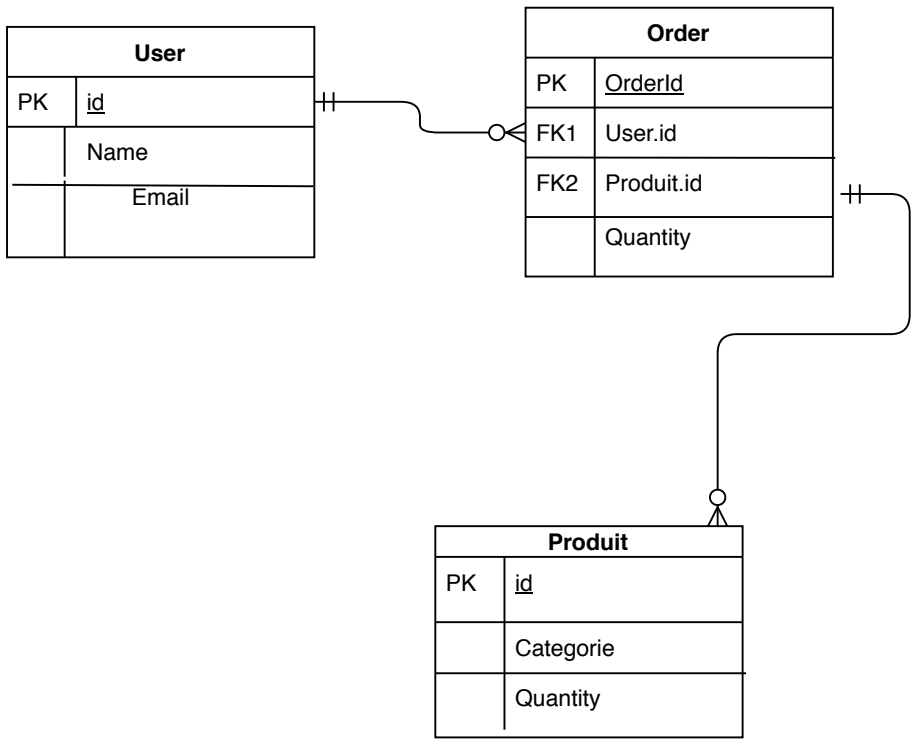 User
PK id
Name
Email
Order
PK OrderId
FK1 User.id
FK2 Produit.id
Quantity
Produit
PK id
Categorie
Quantity